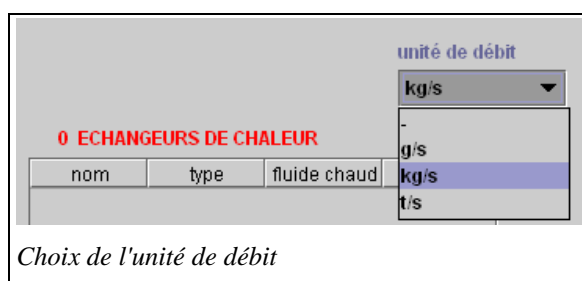 unité de débit
kg/s
0 ECHANGEURS DE CHALEUR
-
g/s
nom type fluide chaud kg/s
t/s
Choix de l'unité de débit